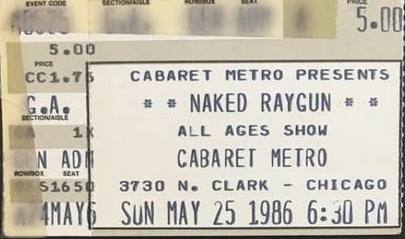 EVENT CODE SECTION/AISLE ROW/BOX SEAT PRICE
5.00
5.00
PRICE
CC1.75 CABARET METRO PRESENTS
G.A. * * NAKED RAYGUN * *
SECTION/AISLE
CA 1X ALL AGES SHOW
GEN ADM CABARET METRO
ROW/BOX SEAT
3730 N. CLARK - CHICAGO
SUN MAY 25 1986 6:30 PM